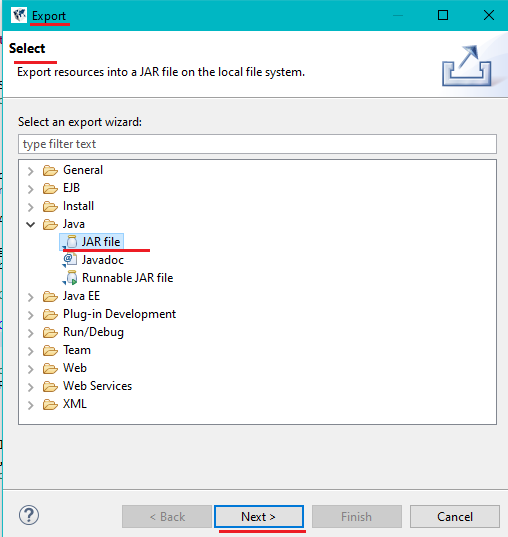 Export
Select
Export resources into a JAR file on the local file system.
Select an export wizard:
type filter text
General
EJB
Install
Java
JAR file
Javadoc
Runnable JAR file
Java EE
Plug-in Development
Run/Debug
Team
Web
Web Services
XML
? < Back Next > Finish Cancel